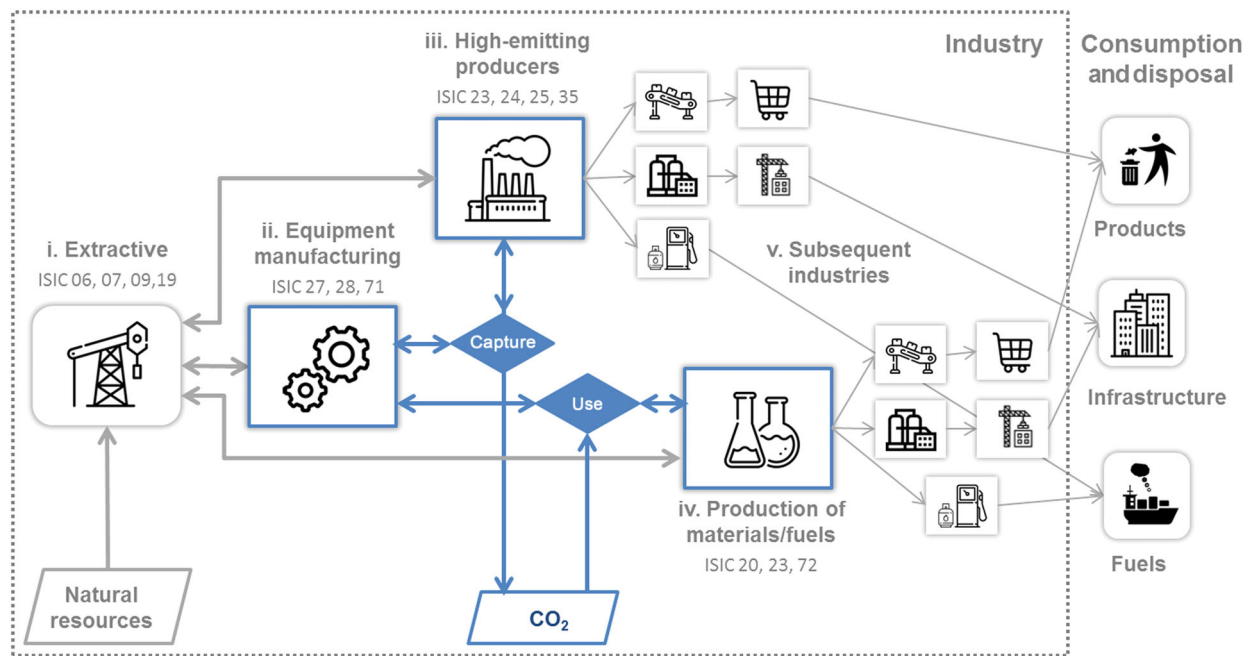 iii. High-emitting
producers
ISIC 23, 24, 25, 35
Industry
Consumption
and disposal
i. Extractive
ISIC 06, 07, 09,19
ii. Equipment
manufacturing
ISIC 27, 28, 71
v. Subsequent
industries
Products
Capture
Use
Infrastructure
iv. Production of
materials/fuels
ISIC 20, 23, 72
Fuels
Natural
resources
CO₂